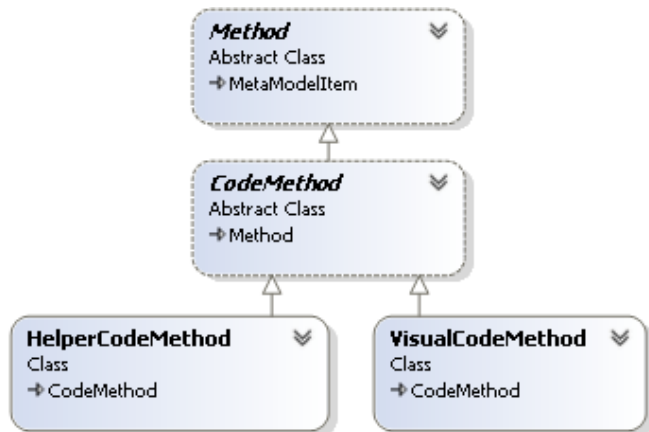 Method
Abstract Class
MetaModelItem
CodeMethod
Abstract Class
Method
HelperCodeMethod
Class
CodeMethod
VisualCodeMethod
Class
CodeMethod